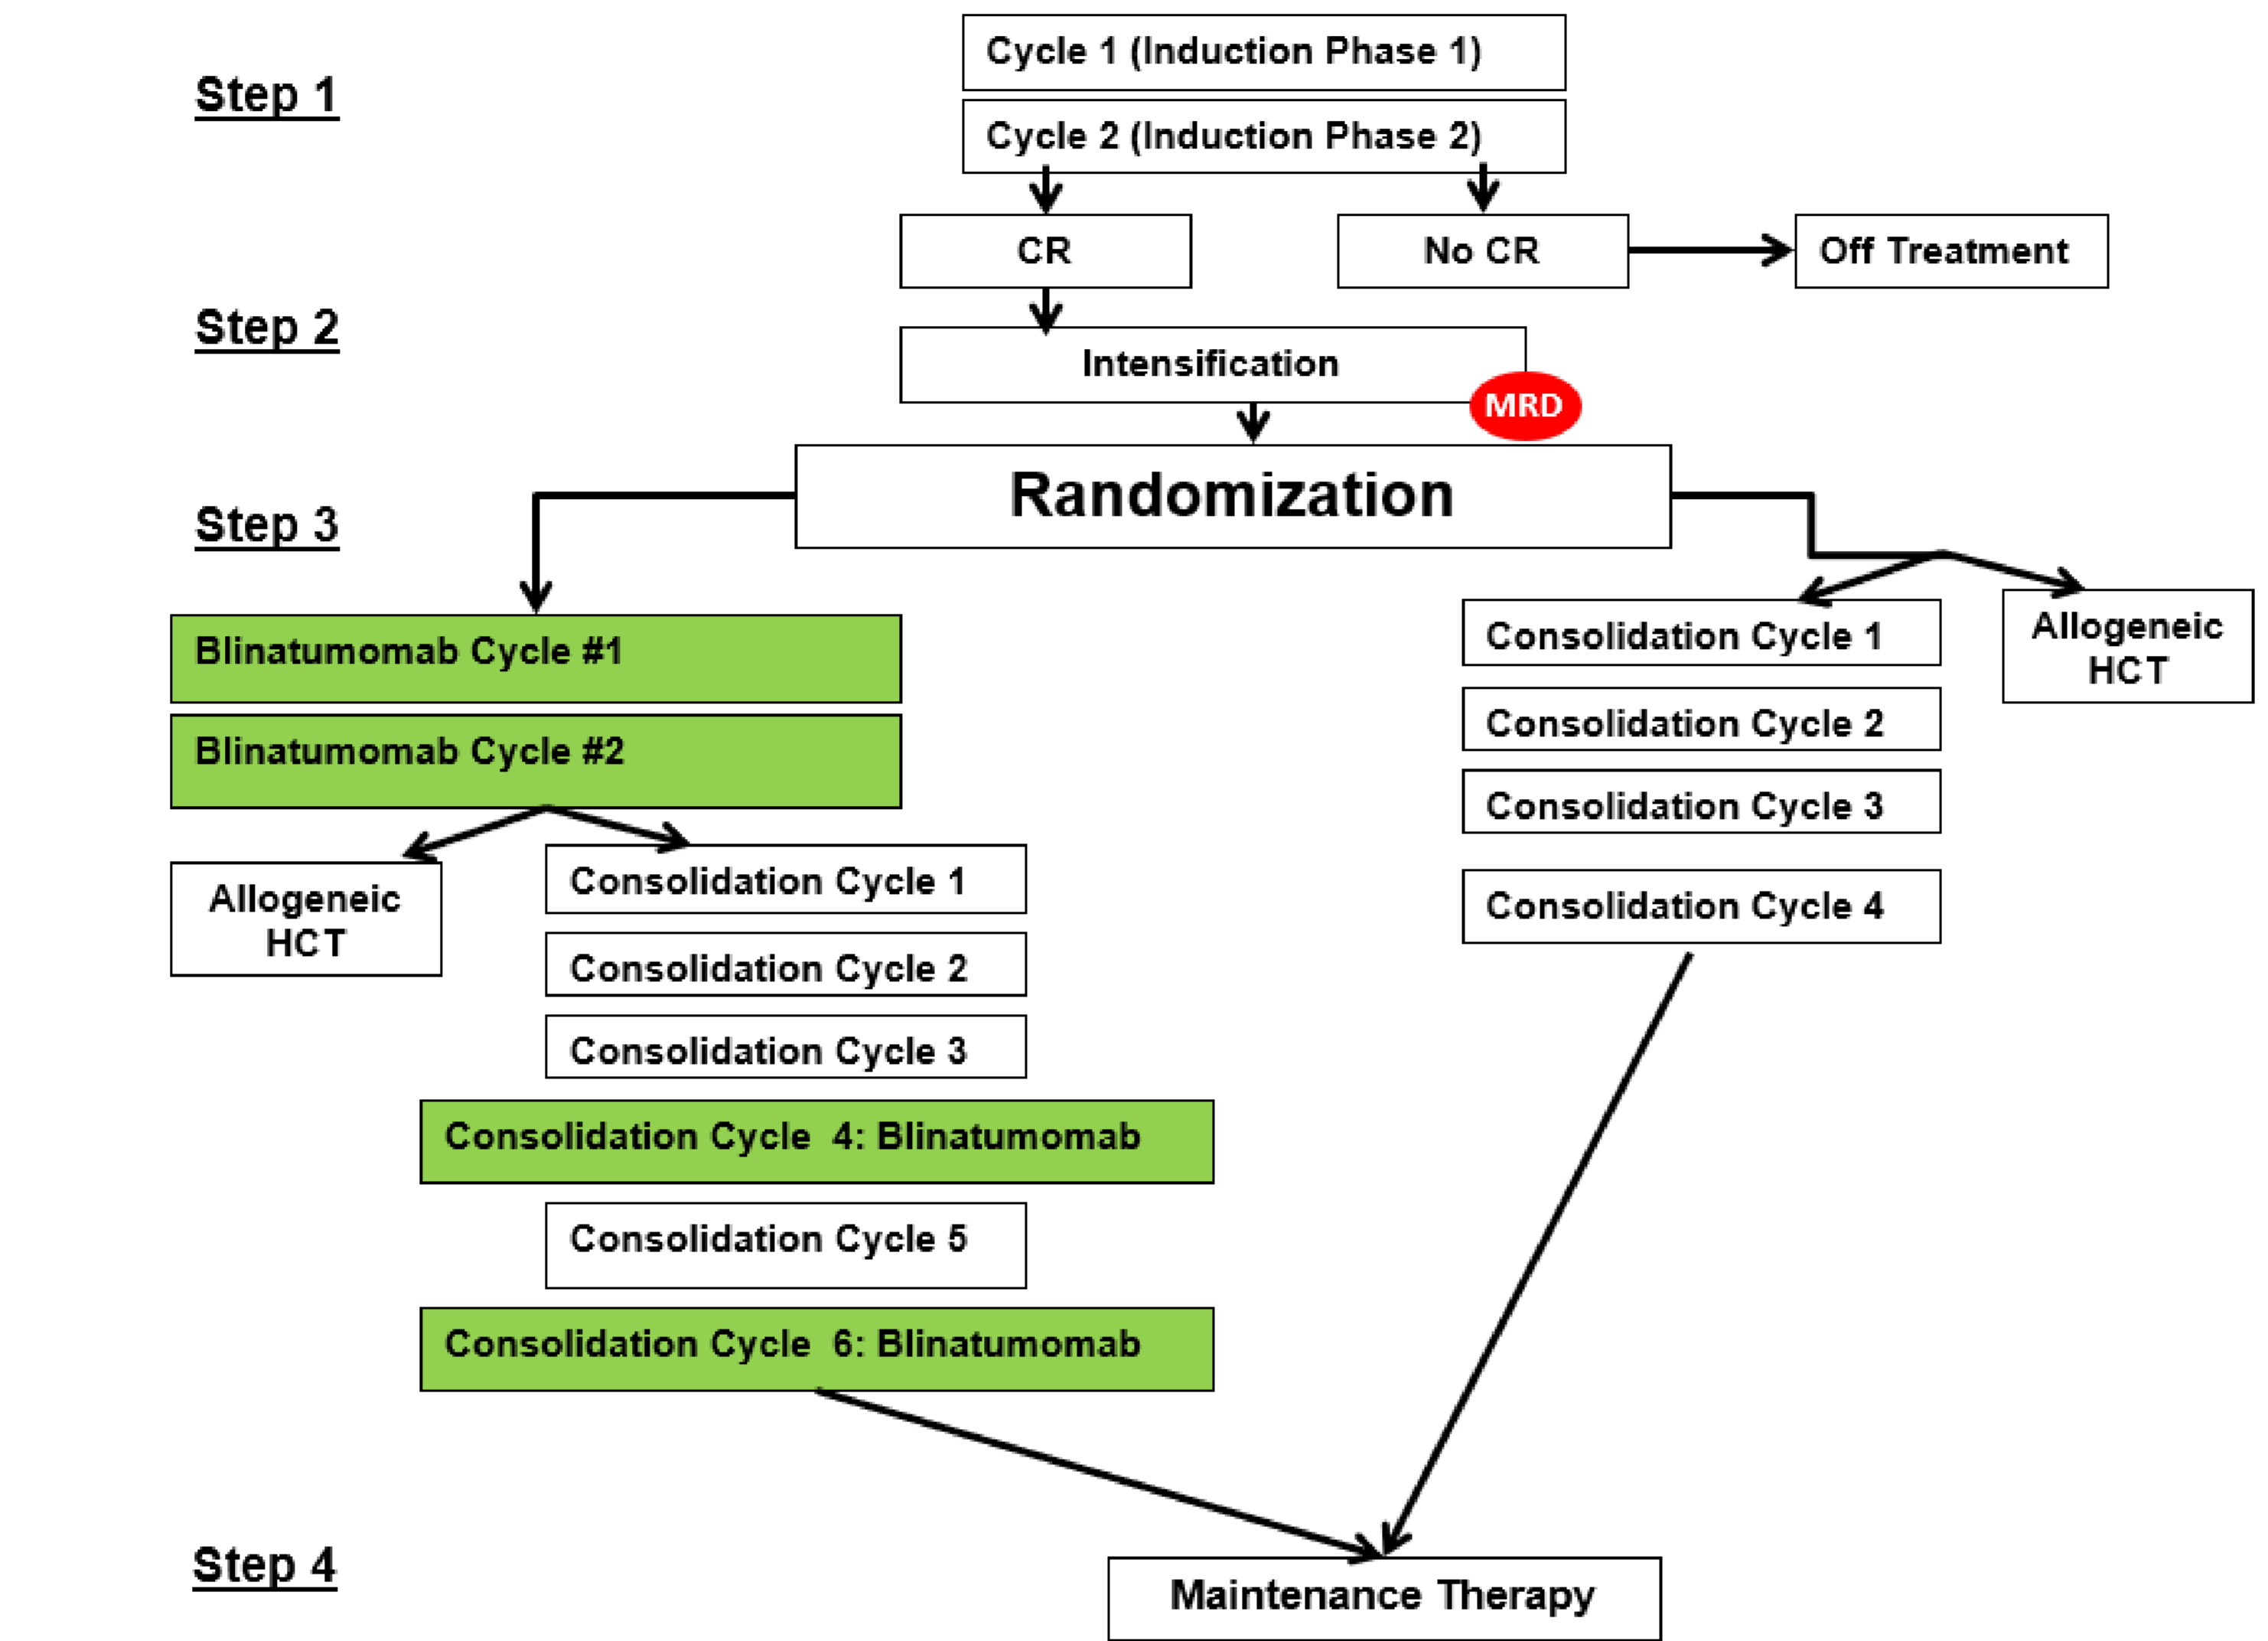 Step 1
Cycle 1 (Induction Phase 1)
Cycle 2 (Induction Phase 2)
CR
No CR
Off Treatment
Step 2
Intensification
MRD
Randomization
Step 3
Blinatumomab Cycle #1
Blinatumomab Cycle #2
Allogeneic
HCT
Consolidation Cycle 1
Consolidation Cycle 2
Consolidation Cycle 3
Consolidation Cycle  4: Blinatumomab
Consolidation Cycle 5
Consolidation Cycle  6: Blinatumomab
Consolidation Cycle 1
Consolidation Cycle 2
Consolidation Cycle 3
Consolidation Cycle 4
Allogeneic
HCT
Step 4
Maintenance Therapy